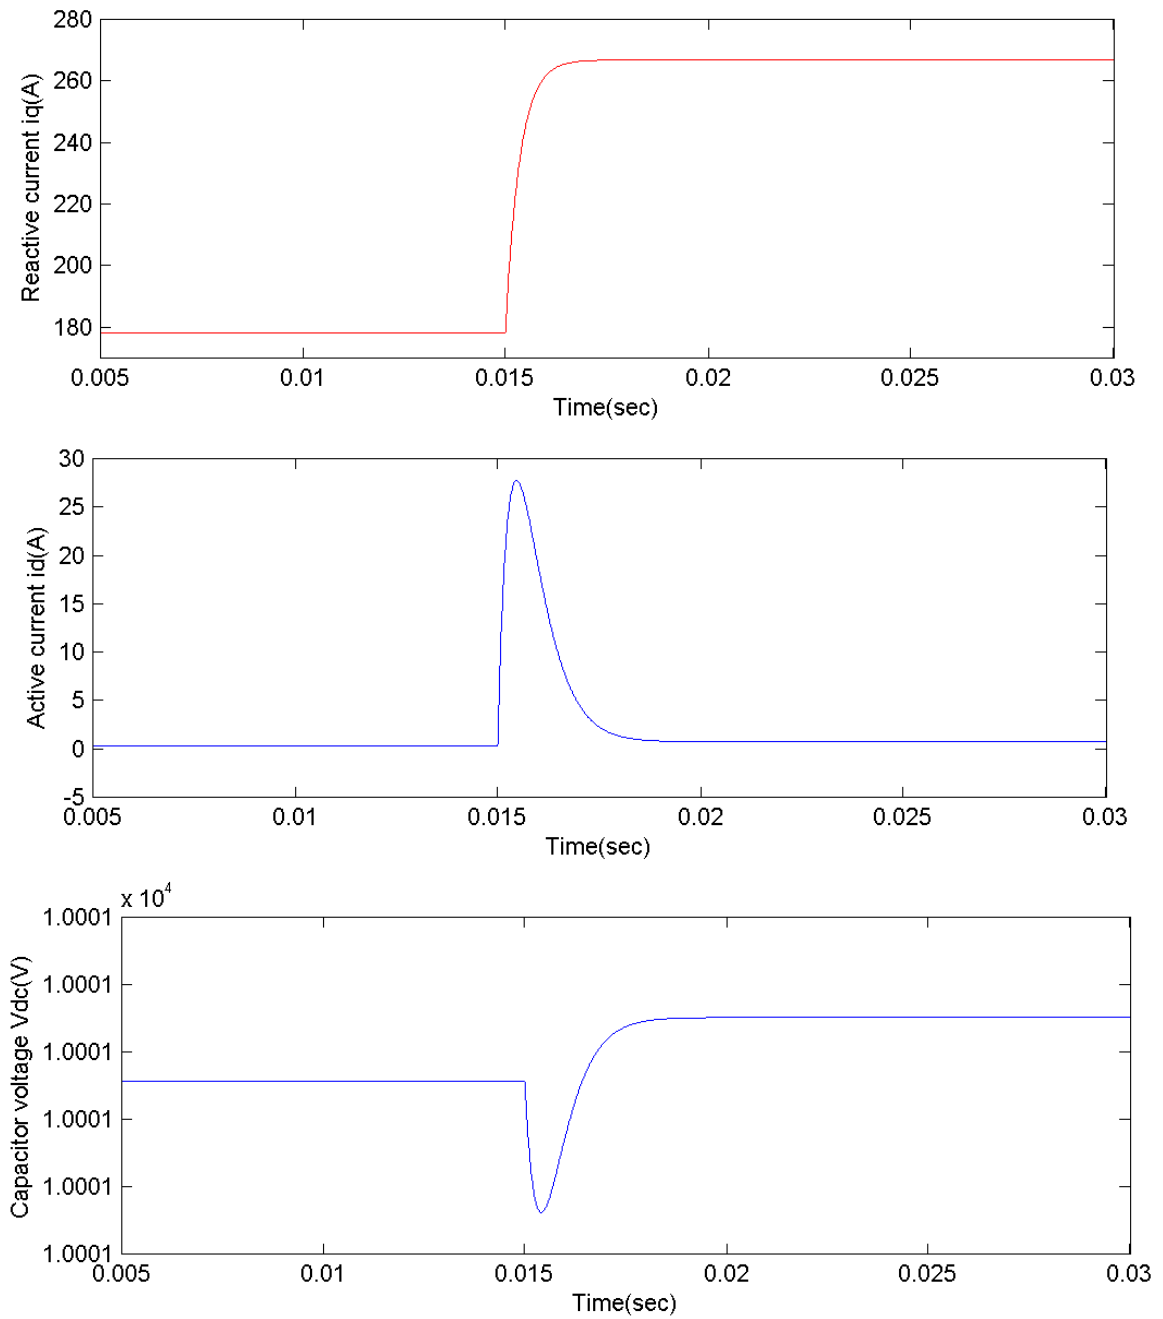 280
260
240
220
200
180
Reactive current iq(A)
0.005 0.01 0.015 0.02 0.025 0.03
Time(sec)
30
25
20
15
10
5
0
-5
Active current id(A)
0.005 0.01 0.015 0.02 0.025 0.03
Time(sec)
x 10^4
1.0001
1.0001
1.0001
1.0001
1.0001
1.0001
Capacitor voltage Vdc(V)
0.005 0.01 0.015 0.02 0.025 0.03
Time(sec)